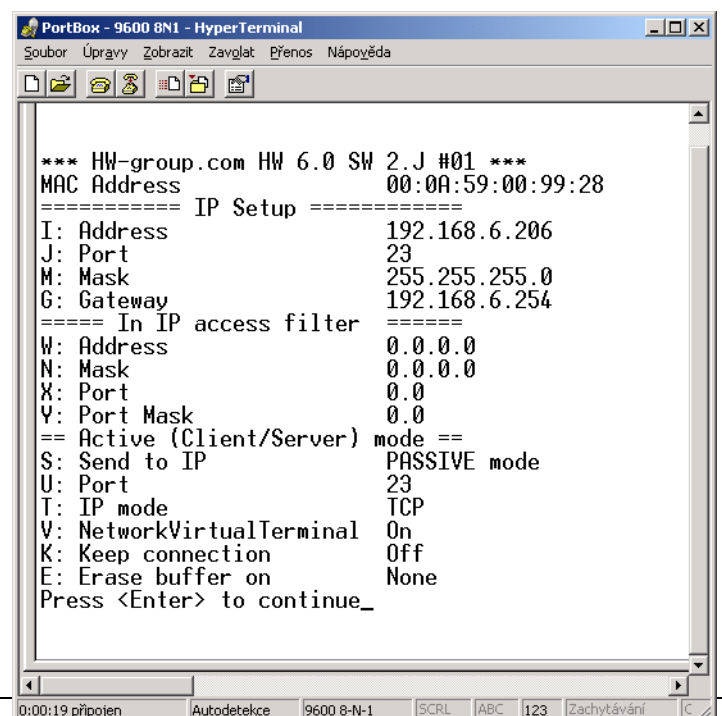 PortBox - 9600 8N1 - HyperTerminal
Soubor Úpravy Zobrazit Zavolat Přenos Nápověda
*** HW-group.com HW 6.0 SW 2.J #01 ***
MAC Address 00:0A:59:00:99:28
=========== IP Setup ============
I: Address 192.168.6.206
J: Port 23
M: Mask 255.255.255.0
G: Gateway 192.168.6.254
===== In IP access filter ======
W: Address 0.0.0.0
N: Mask 0.0.0.0
X: Port 0.0
Y: Port Mask 0.0
== Active (Client/Server) mode ==
S: Send to IP PASSIVE mode
U: Port 23
T: IP mode TCP
V: NetworkVirtualTerminal On
K: Keep connection Off
E: Erase buffer on None
Press <Enter> to continue_
0:00:19 připojen Autodetekce 9600 8-N-1 SCRL ABC 123 Zachytávání